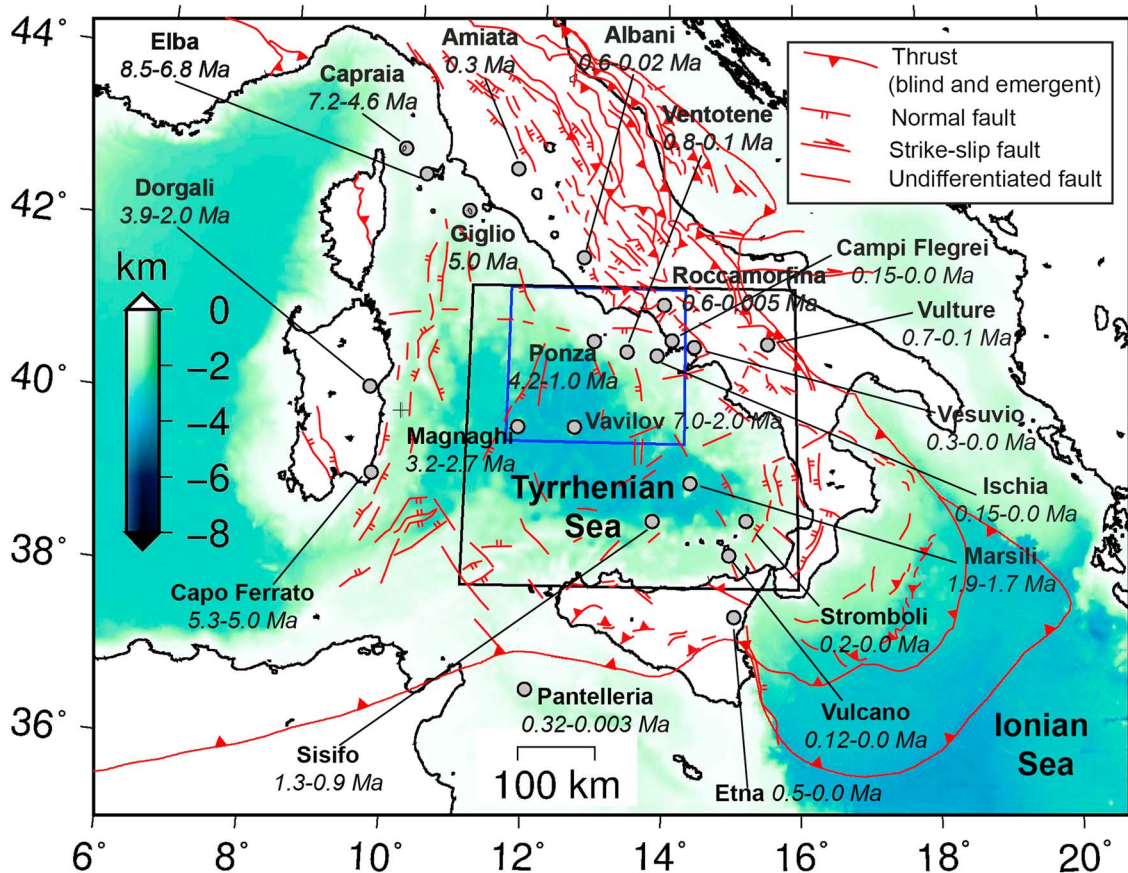 44°
42°
40°
38°
36°
6°
8°
10°
12°
14°
16°
18°
20°
km
0
−2
−4
−6
−8
Elba
8.5-6.8 Ma
Capraia
7.2-4.6 Ma
Amiata
0.3 Ma
Albani
0.6-0.02 Ma
Ventotene
0.8-0.1 Ma
Thrust
(blind and emergent)
Normal fault
Strike-slip fault
Undifferentiated fault
Dorgali
3.9-2.0 Ma
Giglio
5.0 Ma
Campi Flegrei
0.15-0.0 Ma
Roccamorfina
0.6-0.005 Ma
Vulture
0.7-0.1 Ma
Ponza
4.2-1.0 Ma
Vavilov 7.0-2.0 Ma
Magnaghi
3.2-2.7 Ma
Vesuvio
0.3-0.0 Ma
Tyrrhenian
Sea
Ischia
0.15-0.0 Ma
Marsili
1.9-1.7 Ma
Capo Ferrato
5.3-5.0 Ma
Stromboli
0.2-0.0 Ma
Pantelleria
0.32-0.003 Ma
Vulcano
0.12-0.0 Ma
Ionian
Sea
Sisifo
1.3-0.9 Ma
100 km
Etna 0.5-0.0 Ma